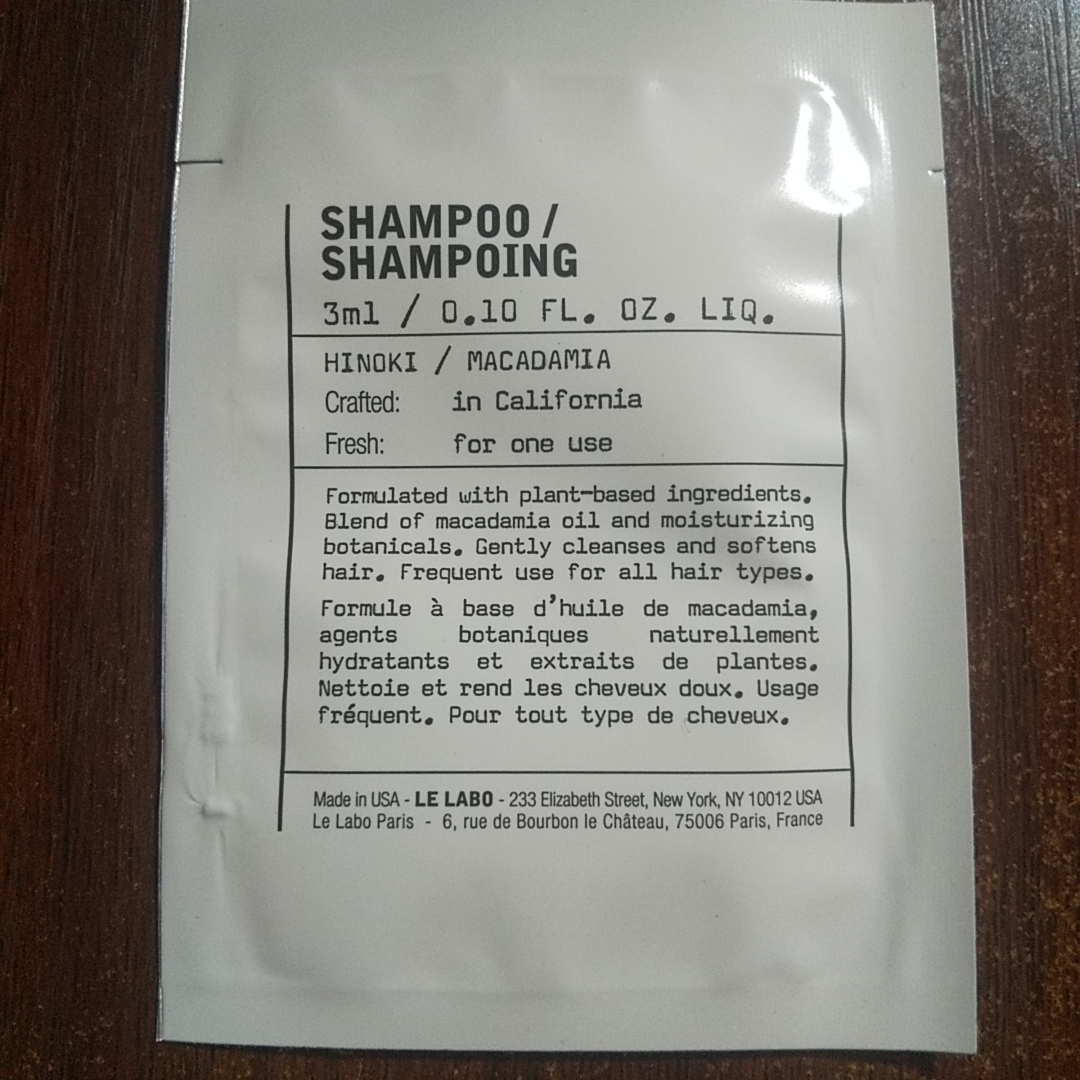 SHAMPOO /
SHAMPOING
3ml / 0.10 FL. OZ. LIQ.
HINOKI / MACADAMIA
Crafted: in California
Fresh: for one use
Formulated with plant-based ingredients.
Blend of macadamia oil and moisturizing
botanicals. Gently cleanses and softens
hair. Frequent use for all hair types.
Formule à base d'huile de macadamia,
agents botaniques naturellement
hydratants et extraits de plantes.
Nettoie et rend les cheveux doux. Usage
fréquent. Pour tout type de cheveux.
Made in USA - LE LABO - 233 Elizabeth Street, New York, NY 10012 USA
Le Labo Paris - 6, rue de Bourbon le Château, 75006 Paris, France